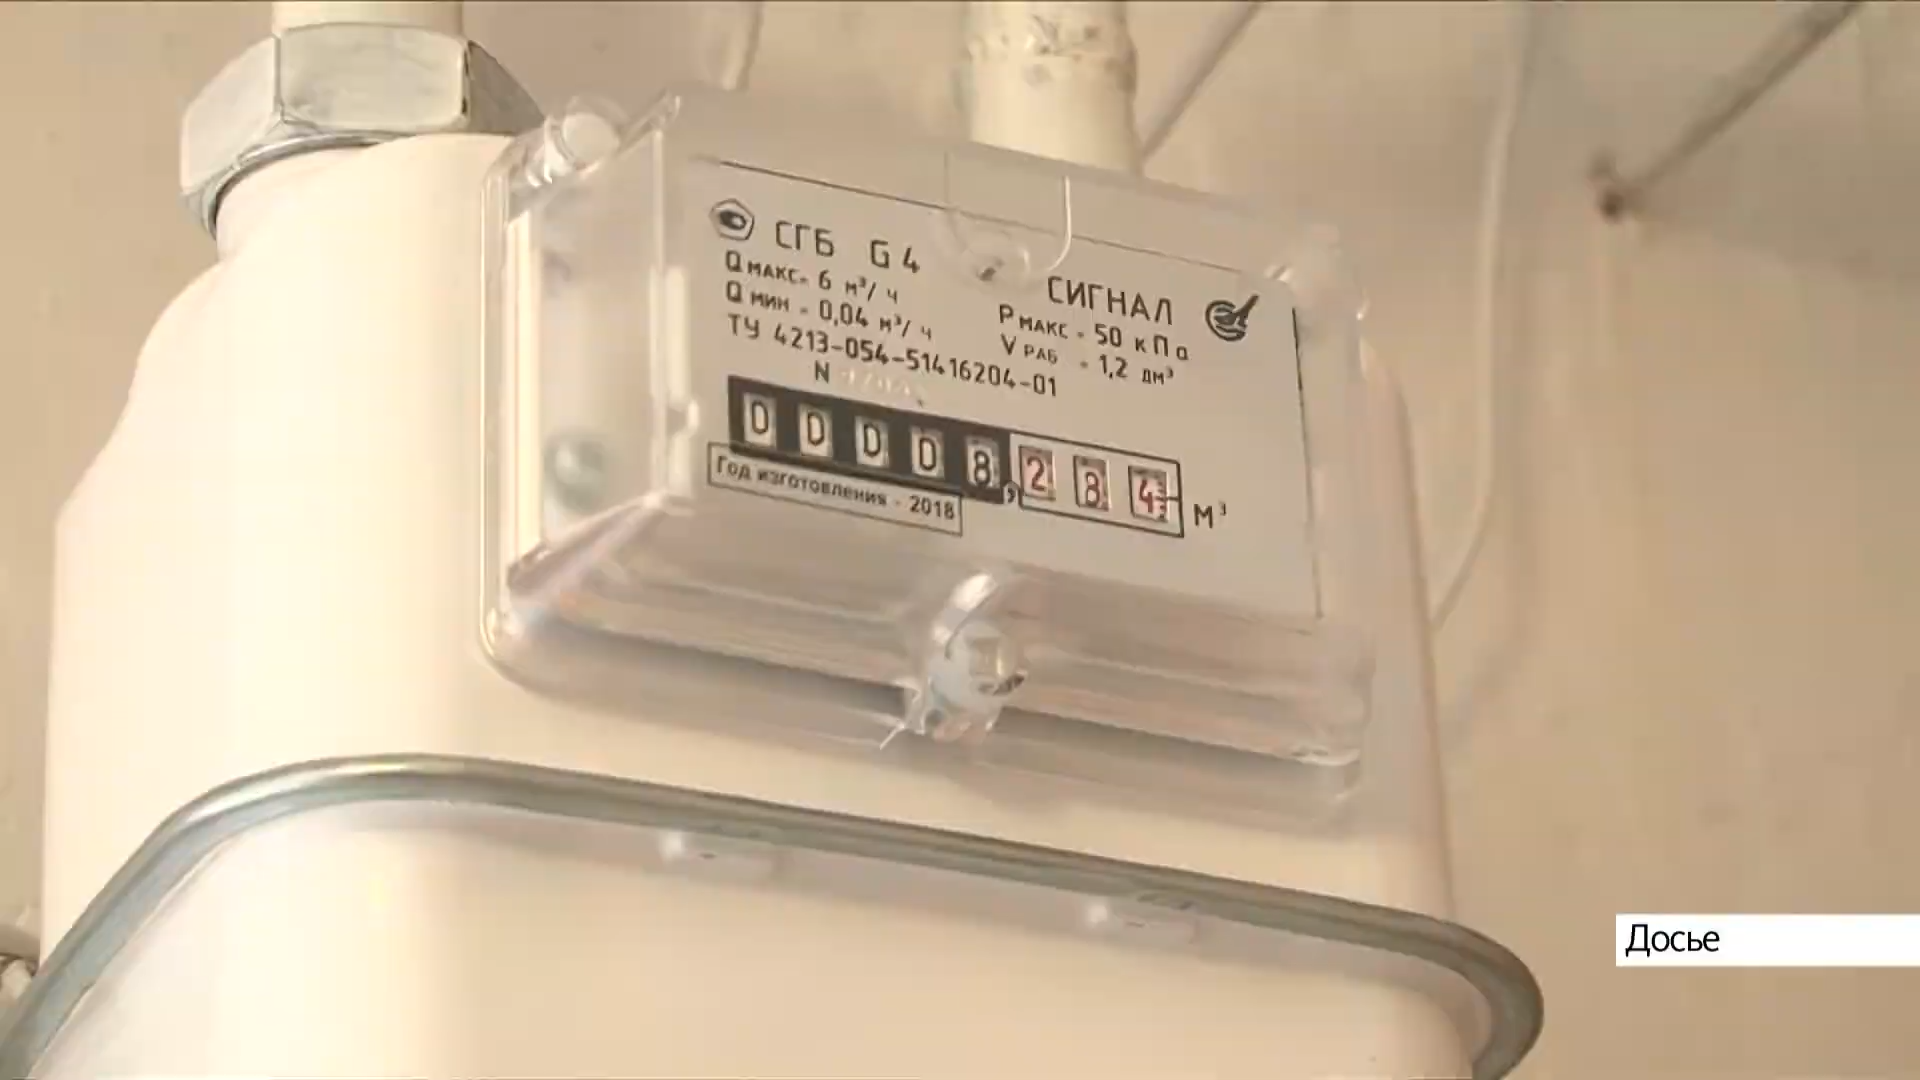 СГБ G4
Qмакс- 6 м³/ч
Qмин - 0,04 м³/ч
ТУ 4213-054-51416204-01
N
СИГНАЛ
Pмакс - 50 кПа
Vраб - 1,2 дм³
00008,284 м³
Год изготовления - 2018
Досье